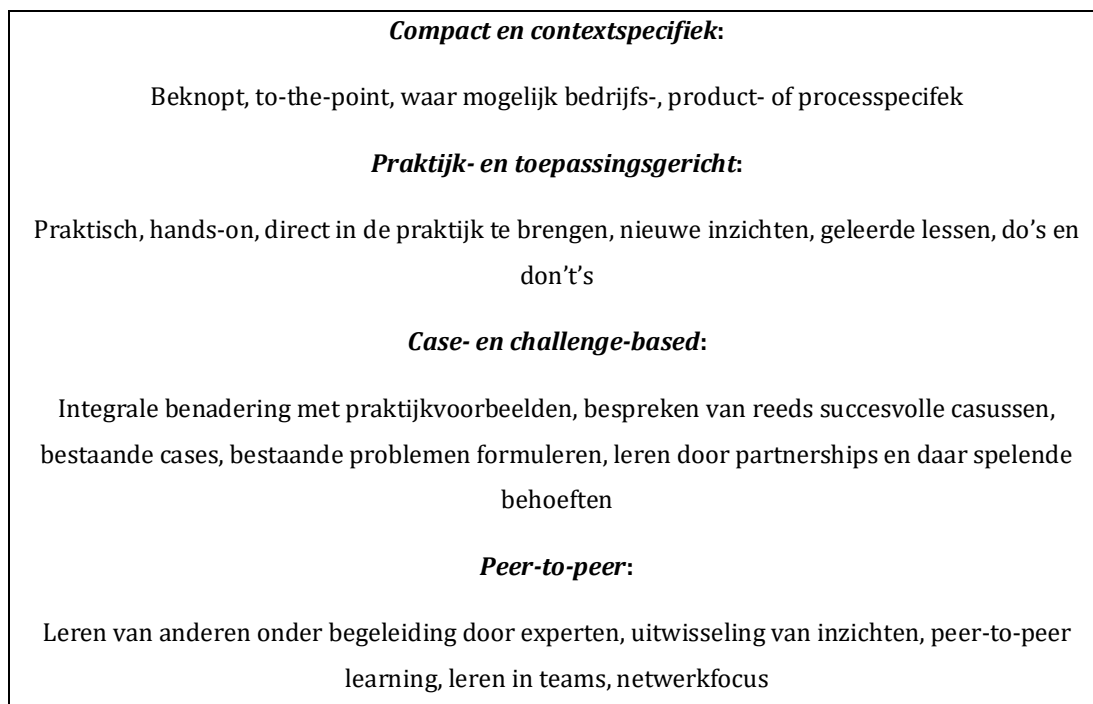 Compact en contextspecifiek:
Beknopt, to-the-point, waar mogelijk bedrijfs-, product- of processpecifek
Praktijk- en toepassingsgericht:
Praktisch, hands-on, direct in de praktijk te brengen, nieuwe inzichten, geleerde lessen, do’s en
don’t’s
Case- en challenge-based:
Integrale benadering met praktijkvoorbeelden, bespreken van reeds succesvolle casussen,
bestaande cases, bestaande problemen formuleren, leren door partnerships en daar spelende
behoeften
Peer-to-peer:
Leren van anderen onder begeleiding door experten, uitwisseling van inzichten, peer-to-peer
learning, leren in teams, netwerkfocus